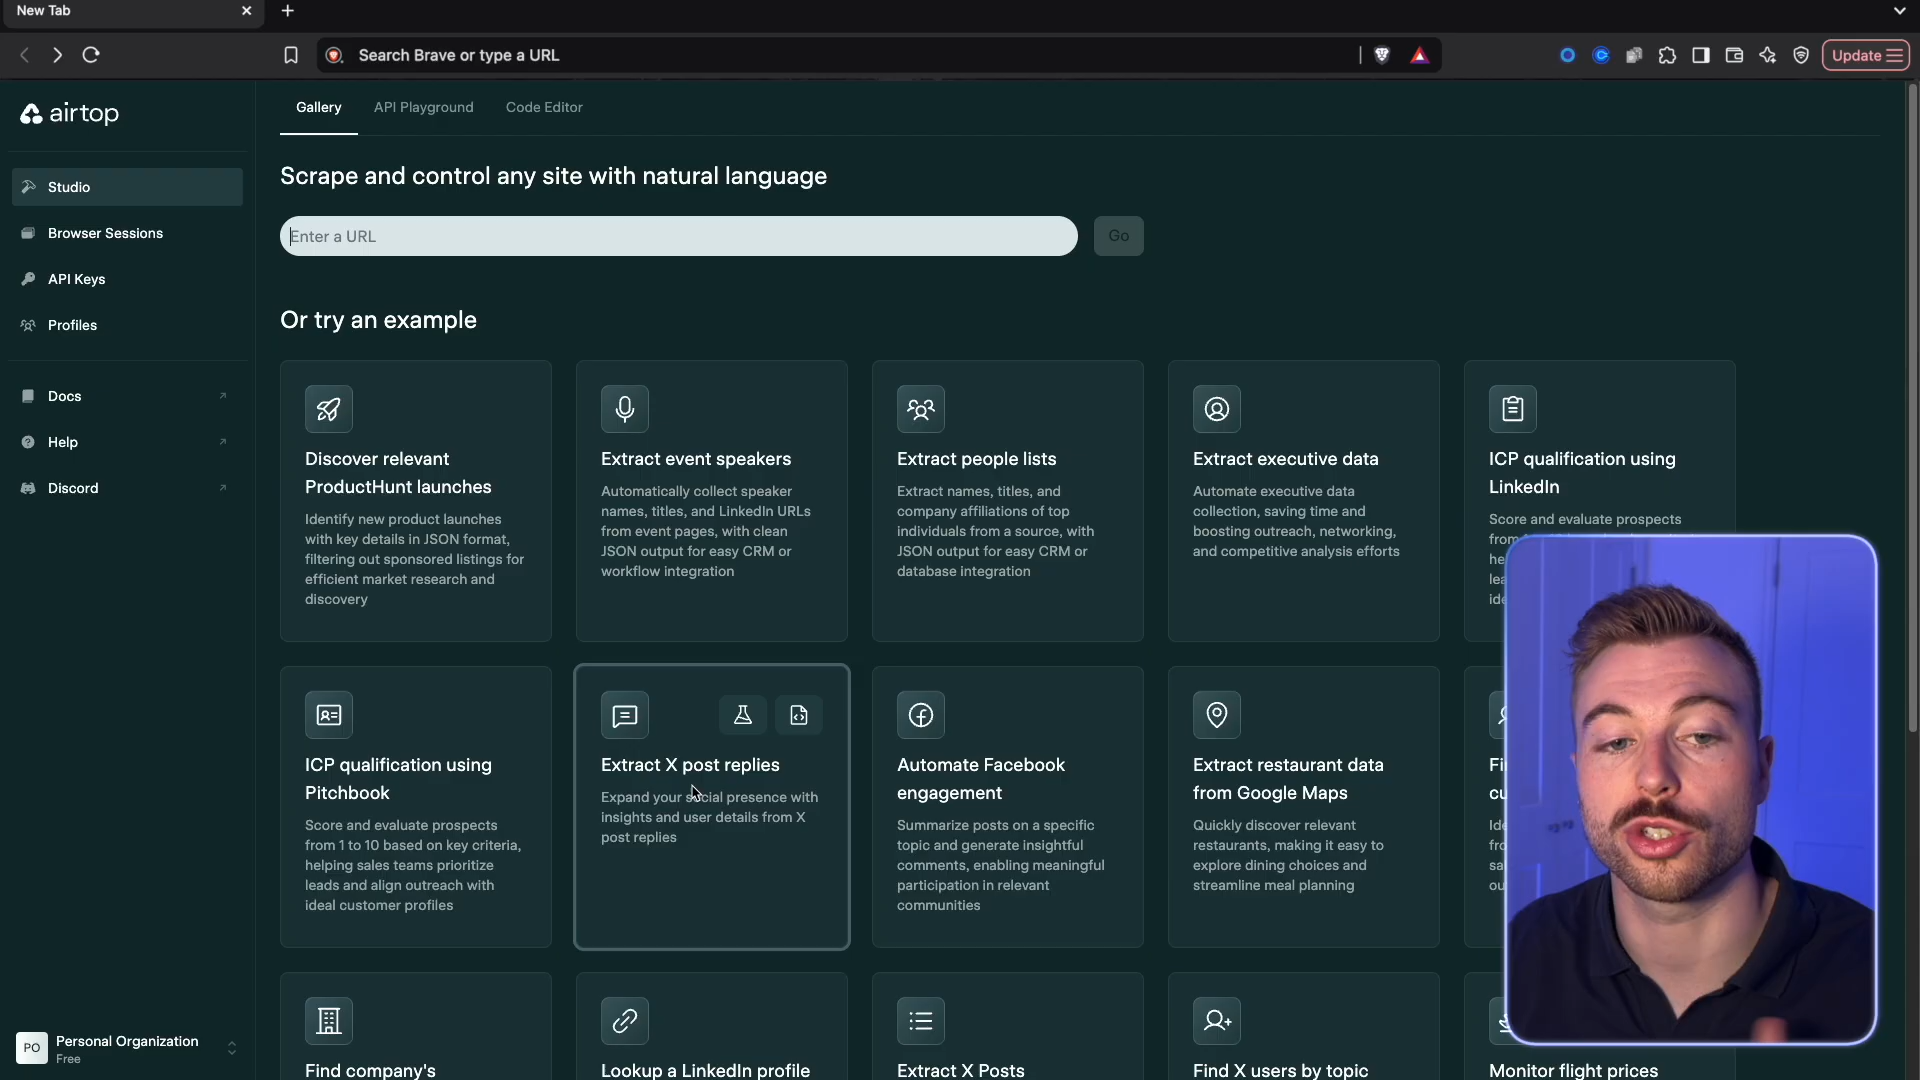 New Tab
Search Brave or type a URL
Update
airtop
Gallery
API Playground
Code Editor
Studio
Browser Sessions
API Keys
Profiles
Docs
Help
Discord
Scrape and control any site with natural language
Enter a URL
Go
Or try an example
Discover relevant
ProductHunt launches
Identify new product launches
with key details in JSON format,
filtering out sponsored listings for
efficient market research and
discovery
Extract event speakers
Automatically collect speaker
names, titles, and LinkedIn URLs
from event pages, with clean
JSON output for easy CRM or
workflow integration
Extract people lists
Extract names, titles, and
company affiliations of top
individuals from a source, with
JSON output for easy CRM or
database integration
Extract executive data
Automate executive data
collection, saving time and
boosting outreach, networking,
and competitive analysis efforts
ICP qualification using
LinkedIn
Score and evaluate prospects
ICP qualification using
Pitchbook
Score and evaluate prospects
from 1 to 10 based on key criteria,
helping sales teams prioritize
leads and align outreach with
ideal customer profiles
Extract X post replies
Expand your social presence with
insights and user details from X
post replies
Automate Facebook
engagement
Summarize posts on a specific
topic and generate insightful
comments, enabling meaningful
participation in relevant
communities
Extract restaurant data
from Google Maps
Quickly discover relevant
restaurants, making it easy to
explore dining choices and
streamline meal planning
Find company's
Lookup a LinkedIn profile
Extract X Posts
Find X users by topic
Monitor flight prices
PO
Personal Organization
Free